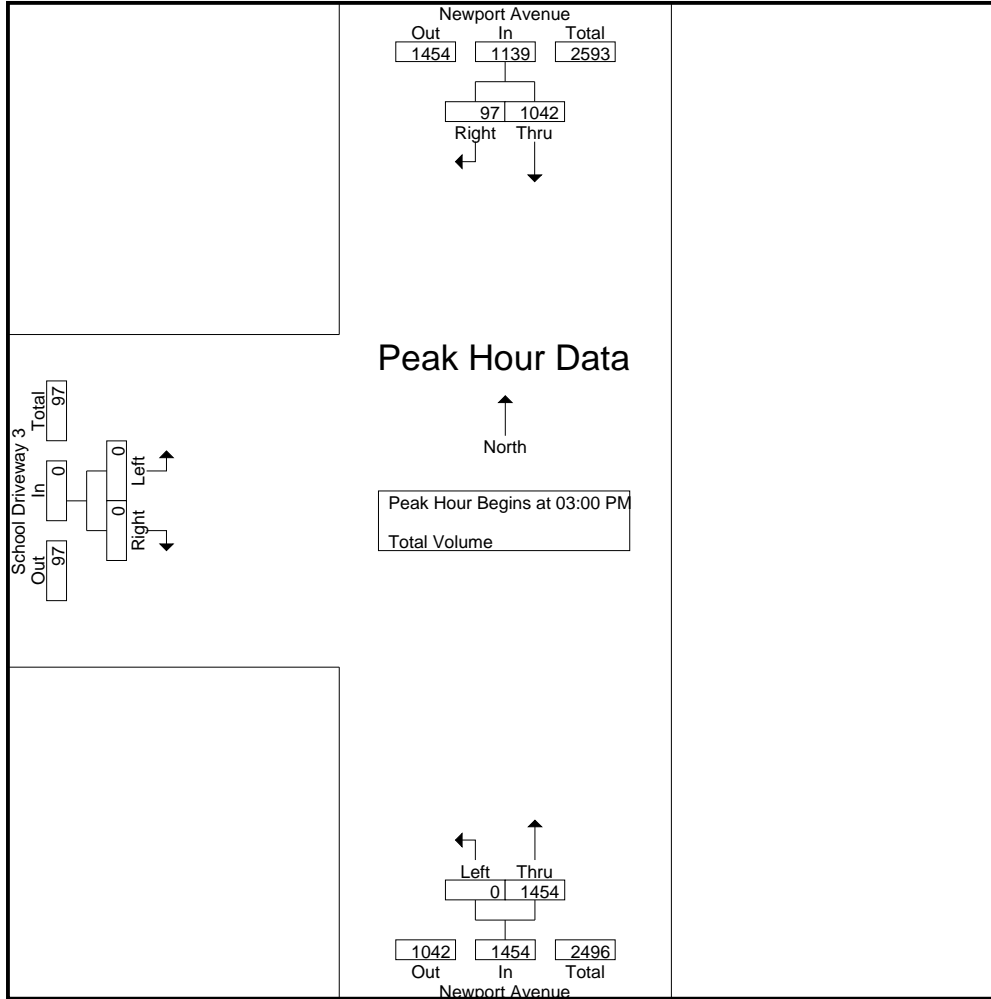 Newport Avenue
Out In Total
1454 1139 2593
97 1042
Right Thru
Peak Hour Data
North
Peak Hour Begins at 03:00 PM
Total Volume
School Driveway 3
Out In Total
97 0 97
0 0
Right Left
Left Thru
0 1454
1042 1454 2496
Out In Total
Newport Avenue